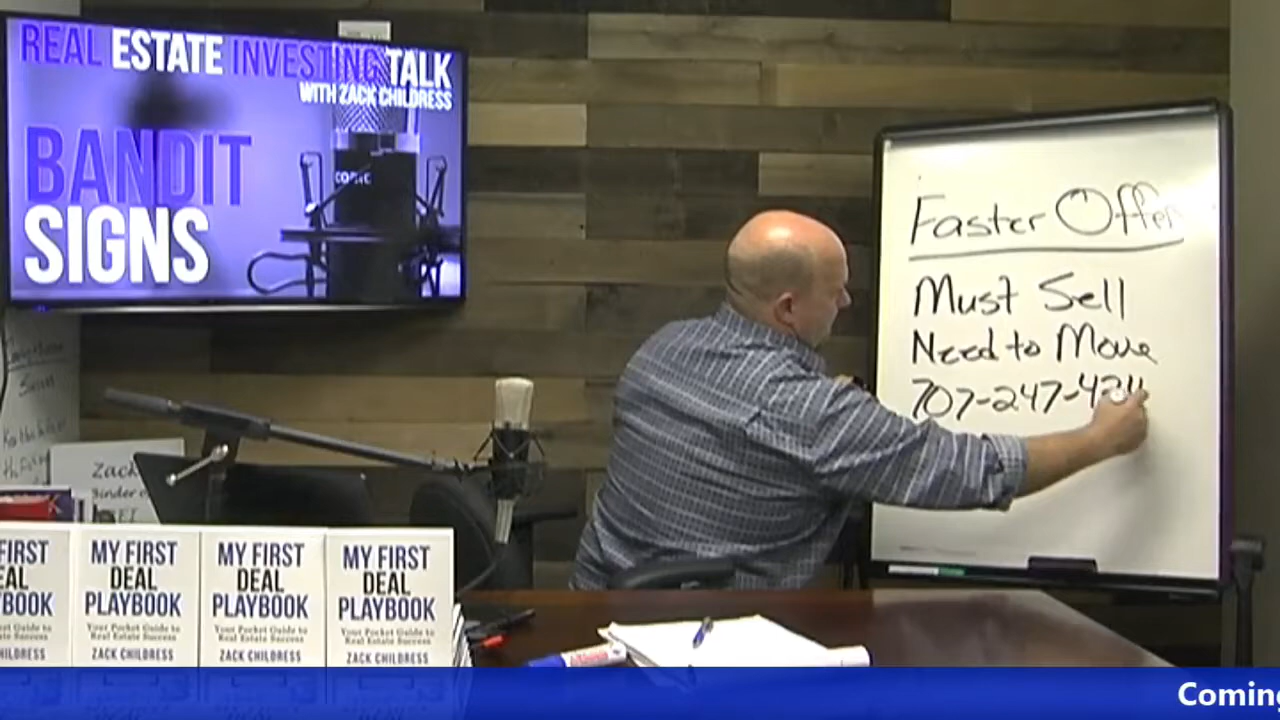 REAL ESTATE INVESTING TALK
WITH ZACK CHILDRESS
BANDIT
SIGNS
Faster Offer
Must Sell
Need to Move
707-247-424
Zack
MY FIRST
DEAL
PLAYBOOK
Your Pocket Guide to
Real Estate Success
ZACK CHILDRESS
MY FIRST
DEAL
PLAYBOOK
Your Pocket Guide to
Real Estate Success
ZACK CHILDRESS
MY FIRST
DEAL
PLAYBOOK
Your Pocket Guide to
Real Estate Success
ZACK CHILDRESS
Coming